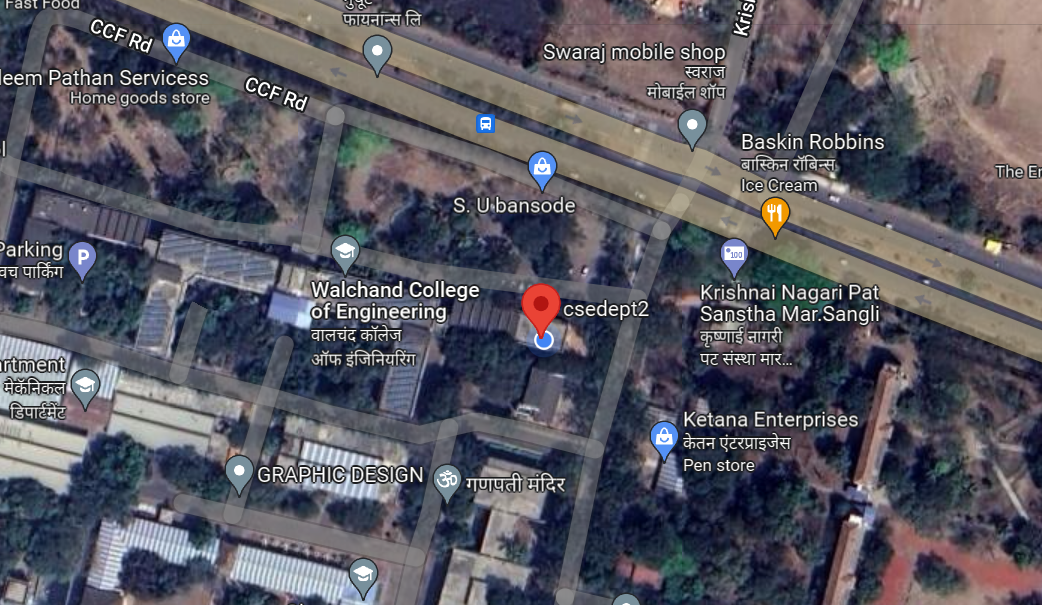 Fast Food
फायनान्स लि
CCF Rd
Swaraj mobile shop
स्वराज
मोबाईल शॉप
leem Pathan Servicess
Home goods store
CCF Rd
Baskin Robbins
बास्किन रॉबिन्स
Ice Cream
The Er
S. U bansode
Parking
पार्किंग
Walchand College
of Engineering
वालचंद कॉलेज
ऑफ इंजिनियरिंग
csedept2
100
Krishnai Nagari Pat
Sanstha Mar.Sangli
कृष्णाई नागरी
पट संस्था मार...
artment
मेकॅनिकल
डिपार्टमेंट
Ketana Enterprises
केतन एंटरप्राइजेस
Pen store
GRAPHIC DESIGN
गणपती मंदिर